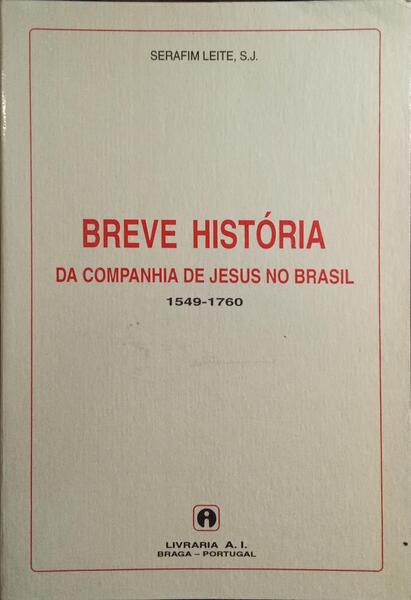 SERAFIM LEITE, S.J.
BREVE HISTÓRIA
DA COMPANHIA DE JESUS NO BRASIL
1549-1760
LIVRARIA A. I.
BRAGA – PORTUGAL